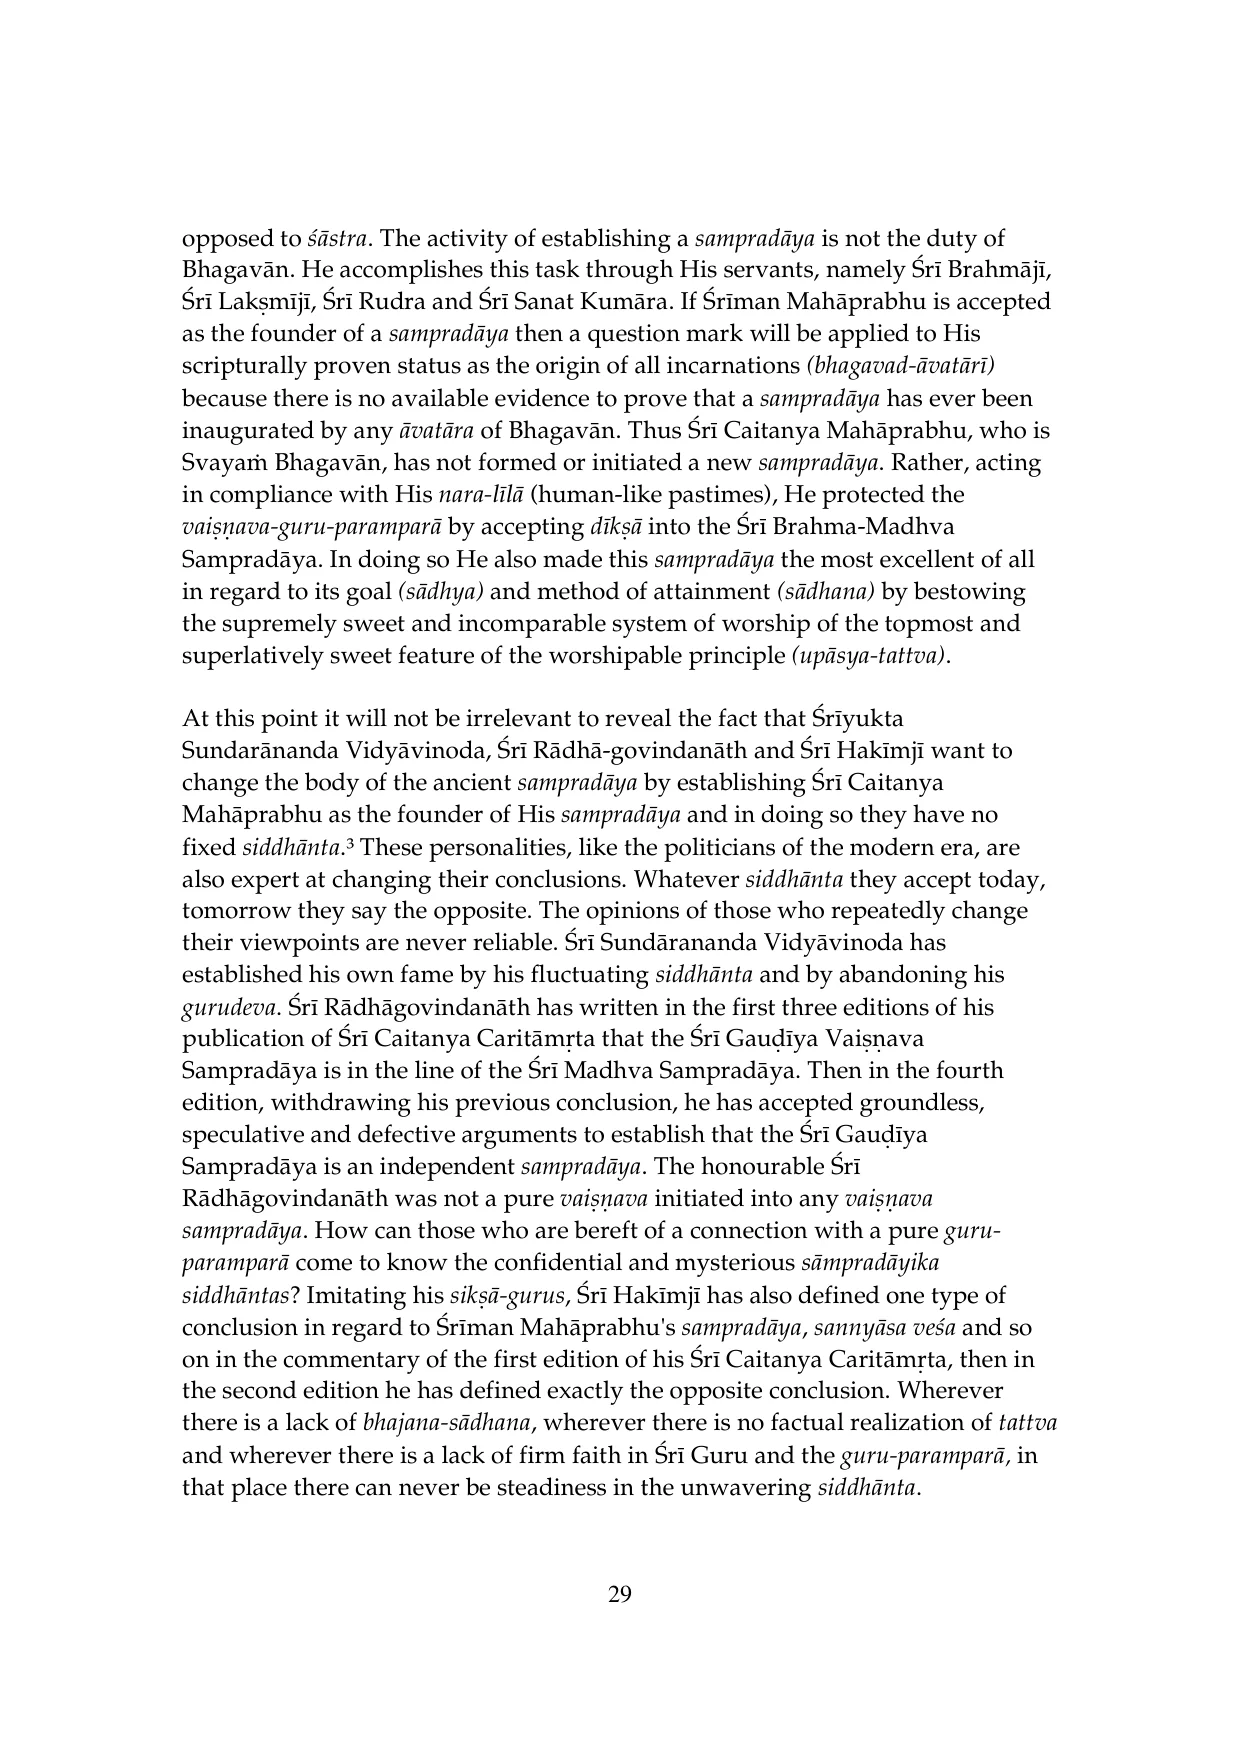 opposed to śāstra. The activity of establishing a sampradāya is not the duty of
Bhagavān. He accomplishes this task through His servants, namely Śrī Brahmājī,
Śrī Lakṣmījī, Śrī Rudra and Śrī Sanat Kumāra. If Śrīman Mahāprabhu is accepted
as the founder of a sampradāya then a question mark will be applied to His
scripturally proven status as the origin of all incarnations (bhagavad-āvatārī)
because there is no available evidence to prove that a sampradāya has ever been
inaugurated by any āvatāra of Bhagavān. Thus Śrī Caitanya Mahāprabhu, who is
Svayaṁ Bhagavān, has not formed or initiated a new sampradāya. Rather, acting
in compliance with His nara-līlā (human-like pastimes), He protected the
vaiṣṇava-guru-paramparā by accepting dīkṣā into the Śrī Brahma-Madhva
Sampradāya. In doing so He also made this sampradāya the most excellent of all
in regard to its goal (sādhya) and method of attainment (sādhana) by bestowing
the supremely sweet and incomparable system of worship of the topmost and
superlatively sweet feature of the worshipable principle (upāsya-tattva).
At this point it will not be irrelevant to reveal the fact that Śrīyukta
Sundarānanda Vidyāvinoda, Śrī Rādhā-govindanāth and Śrī Hakīmjī want to
change the body of the ancient sampradāya by establishing Śrī Caitanya
Mahāprabhu as the founder of His sampradāya and in doing so they have no
fixed siddhānta.³ These personalities, like the politicians of the modern era, are
also expert at changing their conclusions. Whatever siddhānta they accept today,
tomorrow they say the opposite. The opinions of those who repeatedly change
their viewpoints are never reliable. Śrī Sundārananda Vidyāvinoda has
established his own fame by his fluctuating siddhānta and by abandoning his
gurudeva. Śrī Rādhāgovindanāth has written in the first three editions of his
publication of Śrī Caitanya Caritāmṛta that the Śrī Gauḍīya Vaiṣṇava
Sampradāya is in the line of the Śrī Madhva Sampradāya. Then in the fourth
edition, withdrawing his previous conclusion, he has accepted groundless,
speculative and defective arguments to establish that the Śrī Gauḍīya
Sampradāya is an independent sampradāya. The honourable Śrī
Rādhāgovindanāth was not a pure vaiṣṇava initiated into any vaiṣṇava
sampradāya. How can those who are bereft of a connection with a pure guru-
paramparā come to know the confidential and mysterious sāmpradāyika
siddhāntas? Imitating his sikṣā-gurus, Śrī Hakīmjī has also defined one type of
conclusion in regard to Śrīman Mahāprabhu's sampradāya, sannyāsa veśa and so
on in the commentary of the first edition of his Śrī Caitanya Caritāmṛta, then in
the second edition he has defined exactly the opposite conclusion. Wherever
there is a lack of bhajana-sādhana, wherever there is no factual realization of tattva
and wherever there is a lack of firm faith in Śrī Guru and the guru-paramparā, in
that place there can never be steadiness in the unwavering siddhānta.
29